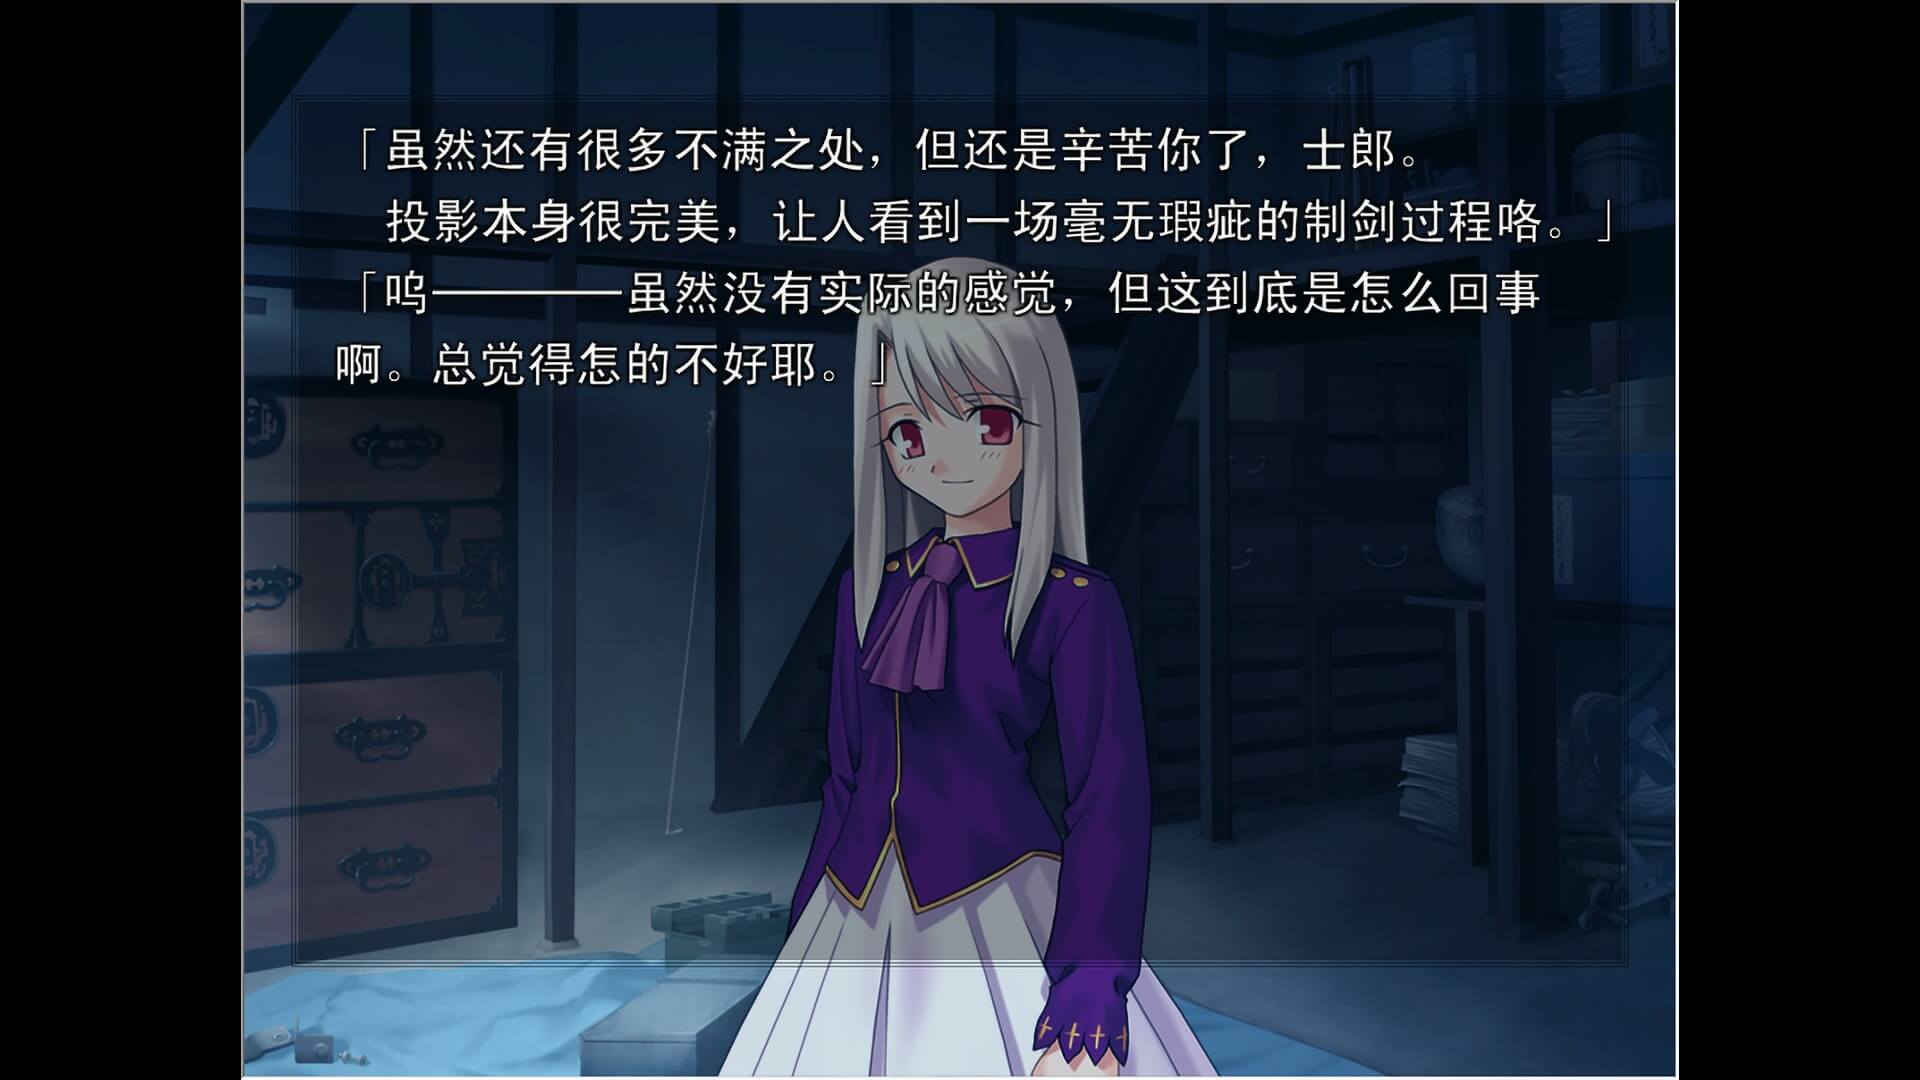 「虽然还有很多不满之处，但还是辛苦你了，士郎。
投影本身很完美，让人看到一场毫无瑕疵的制剑过程咯。」
「呜————虽然没有实际的感觉，但这到底是怎么回事
啊。总觉得怎的不好耶。」